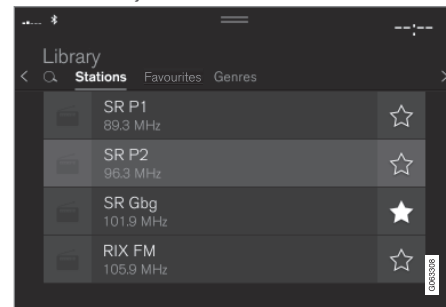 --:--
Library
Stations Favourites Genres
SR P1
89.3 MHz
SR P2
96.3 MHz
SR Gbg
101.9 MHz
RIX FM
105.9 MHz
G063308